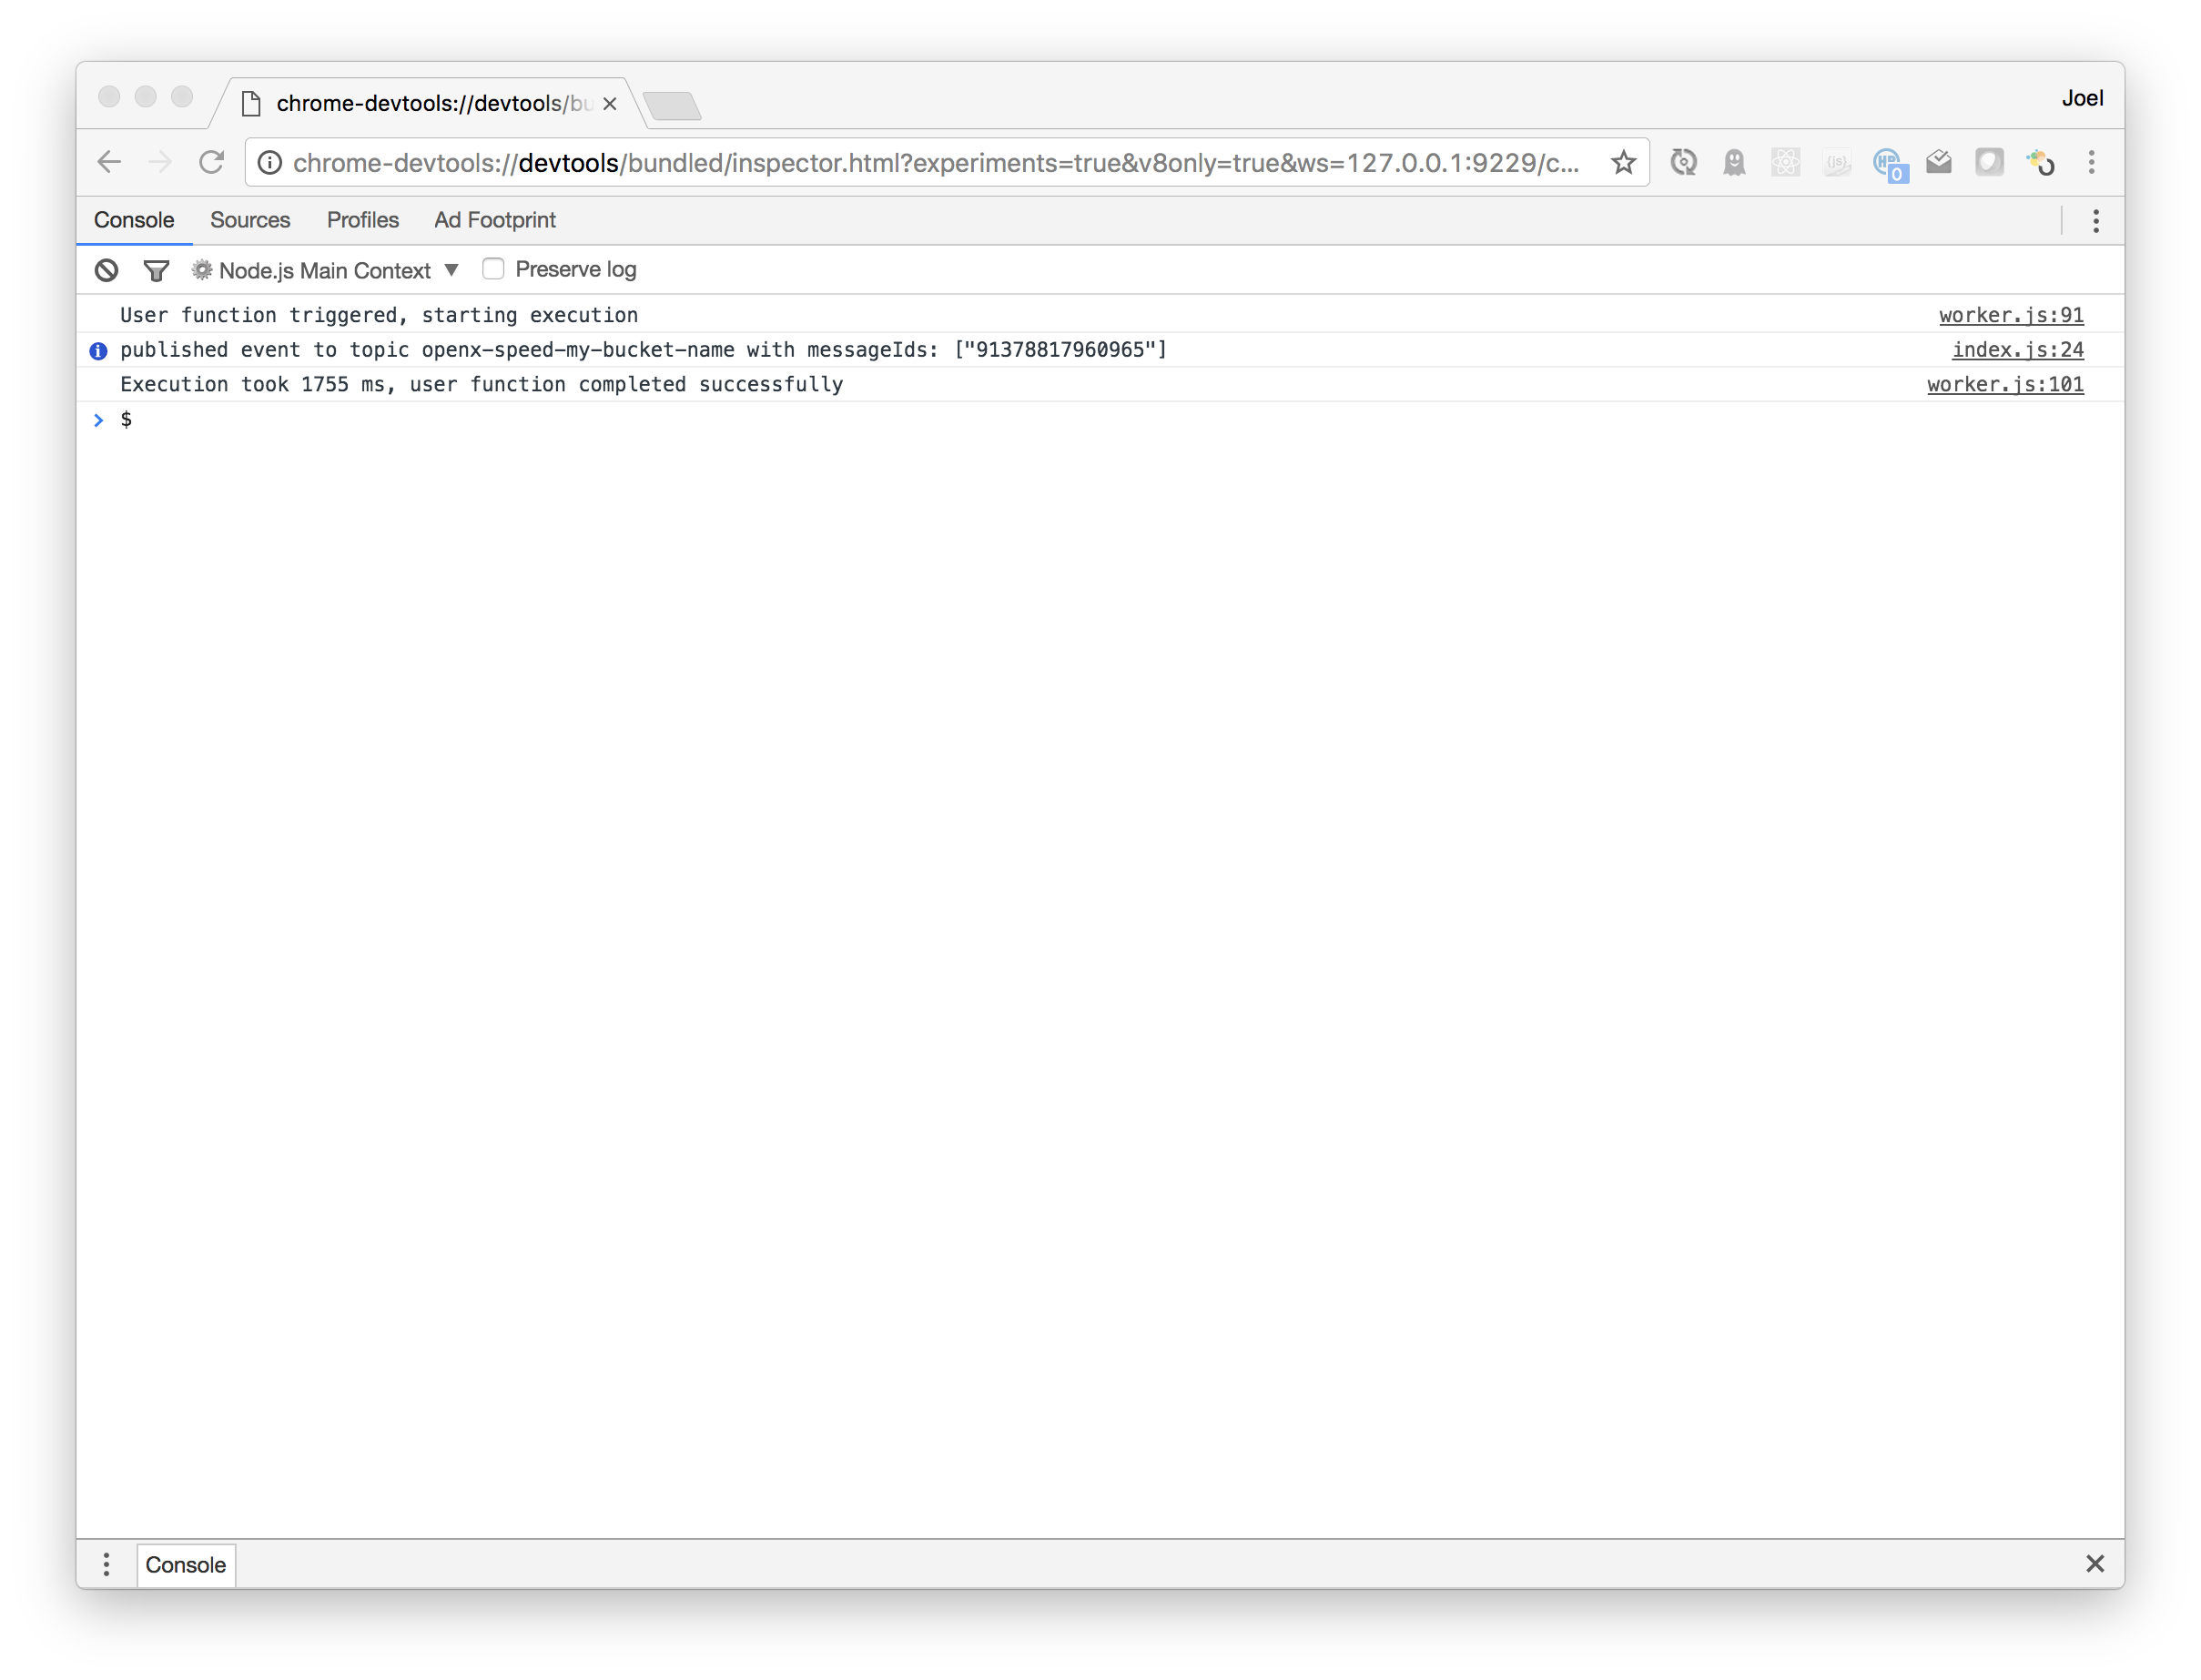 chrome-devtools://devtools/bu
Joel
chrome-devtools://devtools/bundled/inspector.html?experiments=true&v8only=true&ws=127.0.0.1:9229/c...
{js}
0
Console Sources Profiles Ad Footprint
Node.js Main Context ▼ Preserve log
User function triggered, starting execution worker.js:91
published event to topic openx-speed-my-bucket-name with messageIds: ["91378817960965"] index.js:24
Execution took 1755 ms, user function completed successfully worker.js:101
> $
Console